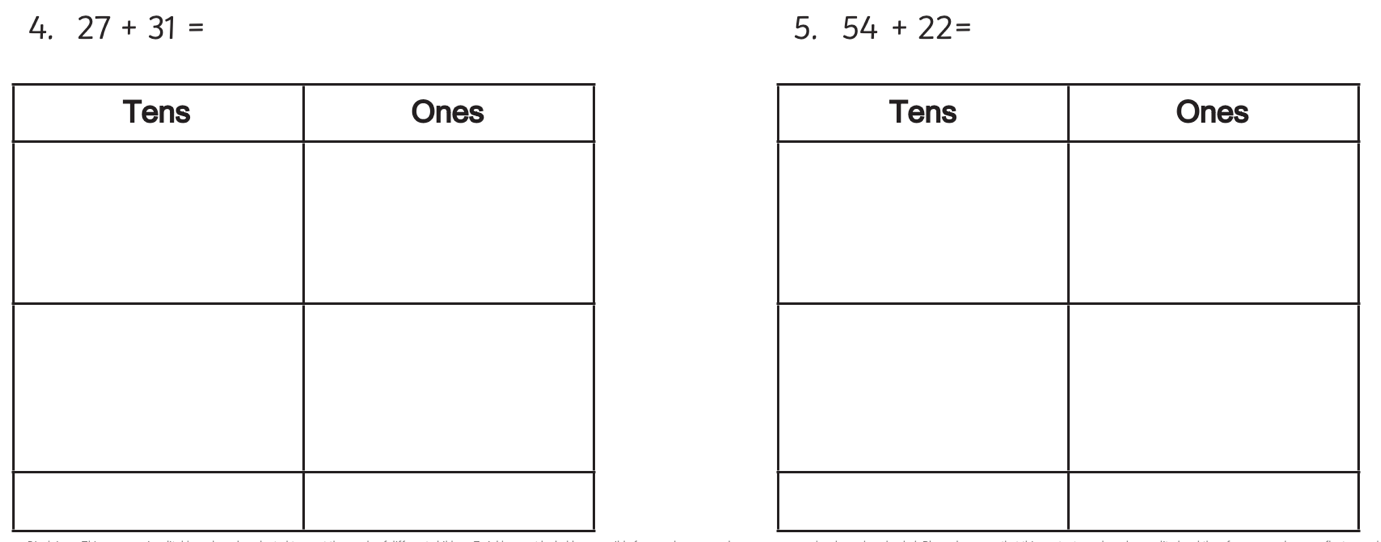 4. 27 + 31 =
5. 54 + 22=
Tens Ones
Tens Ones